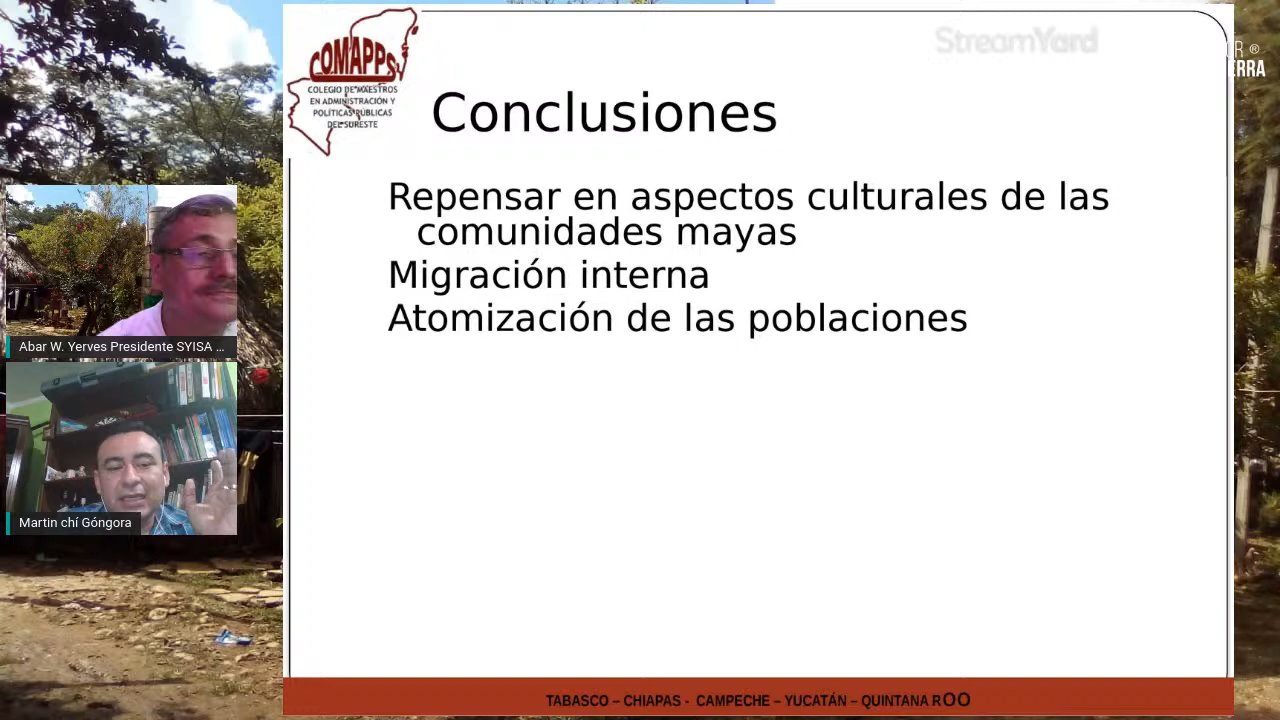 StreamYard
R ®
ERRA
COMAPPS
COLEGIO DE MAESTROS
EN ADMINISTRACIÓN Y
POLÍTICAS PÚBLICAS
DEL SURESTE
Conclusiones
Repensar en aspectos culturales de las
comunidades mayas
Migración interna
Atomización de las poblaciones
Abar W. Yerves Presidente SYISA ...
Martin chí Góngora
TABASCO – CHIAPAS - CAMPECHE – YUCATÁN – QUINTANA ROO